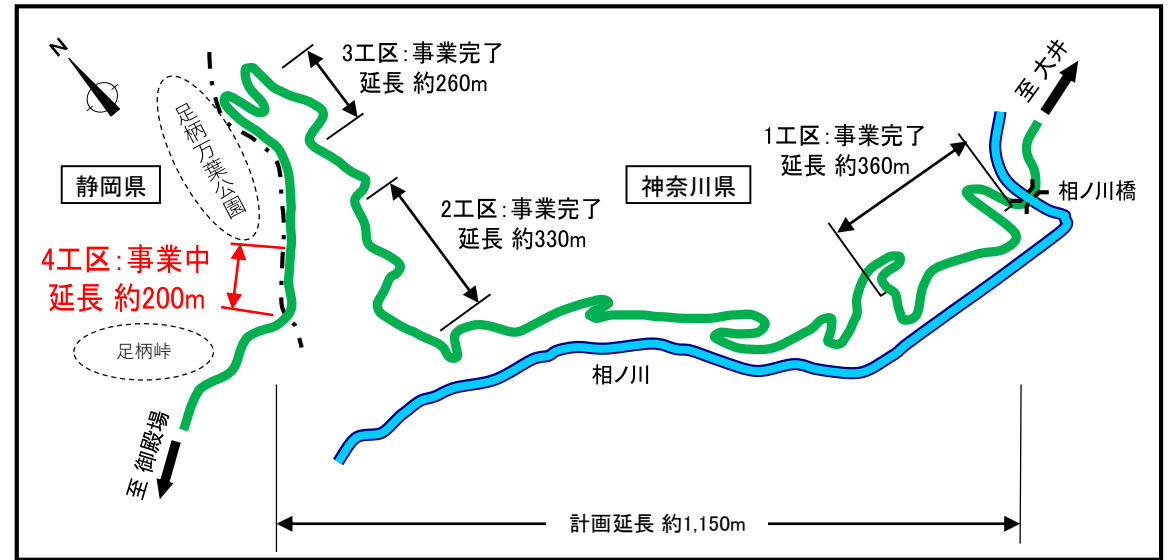 N
3工区：事業完了
延長 約260m
至 大井
足柄万葉公園
静岡県
神奈川県
1工区：事業完了
延長 約360m
相ノ川橋
2工区：事業完了
延長 約330m
4工区：事業中
延長 約200m
足柄峠
相ノ川
至 御殿場
計画延長 約1,150m